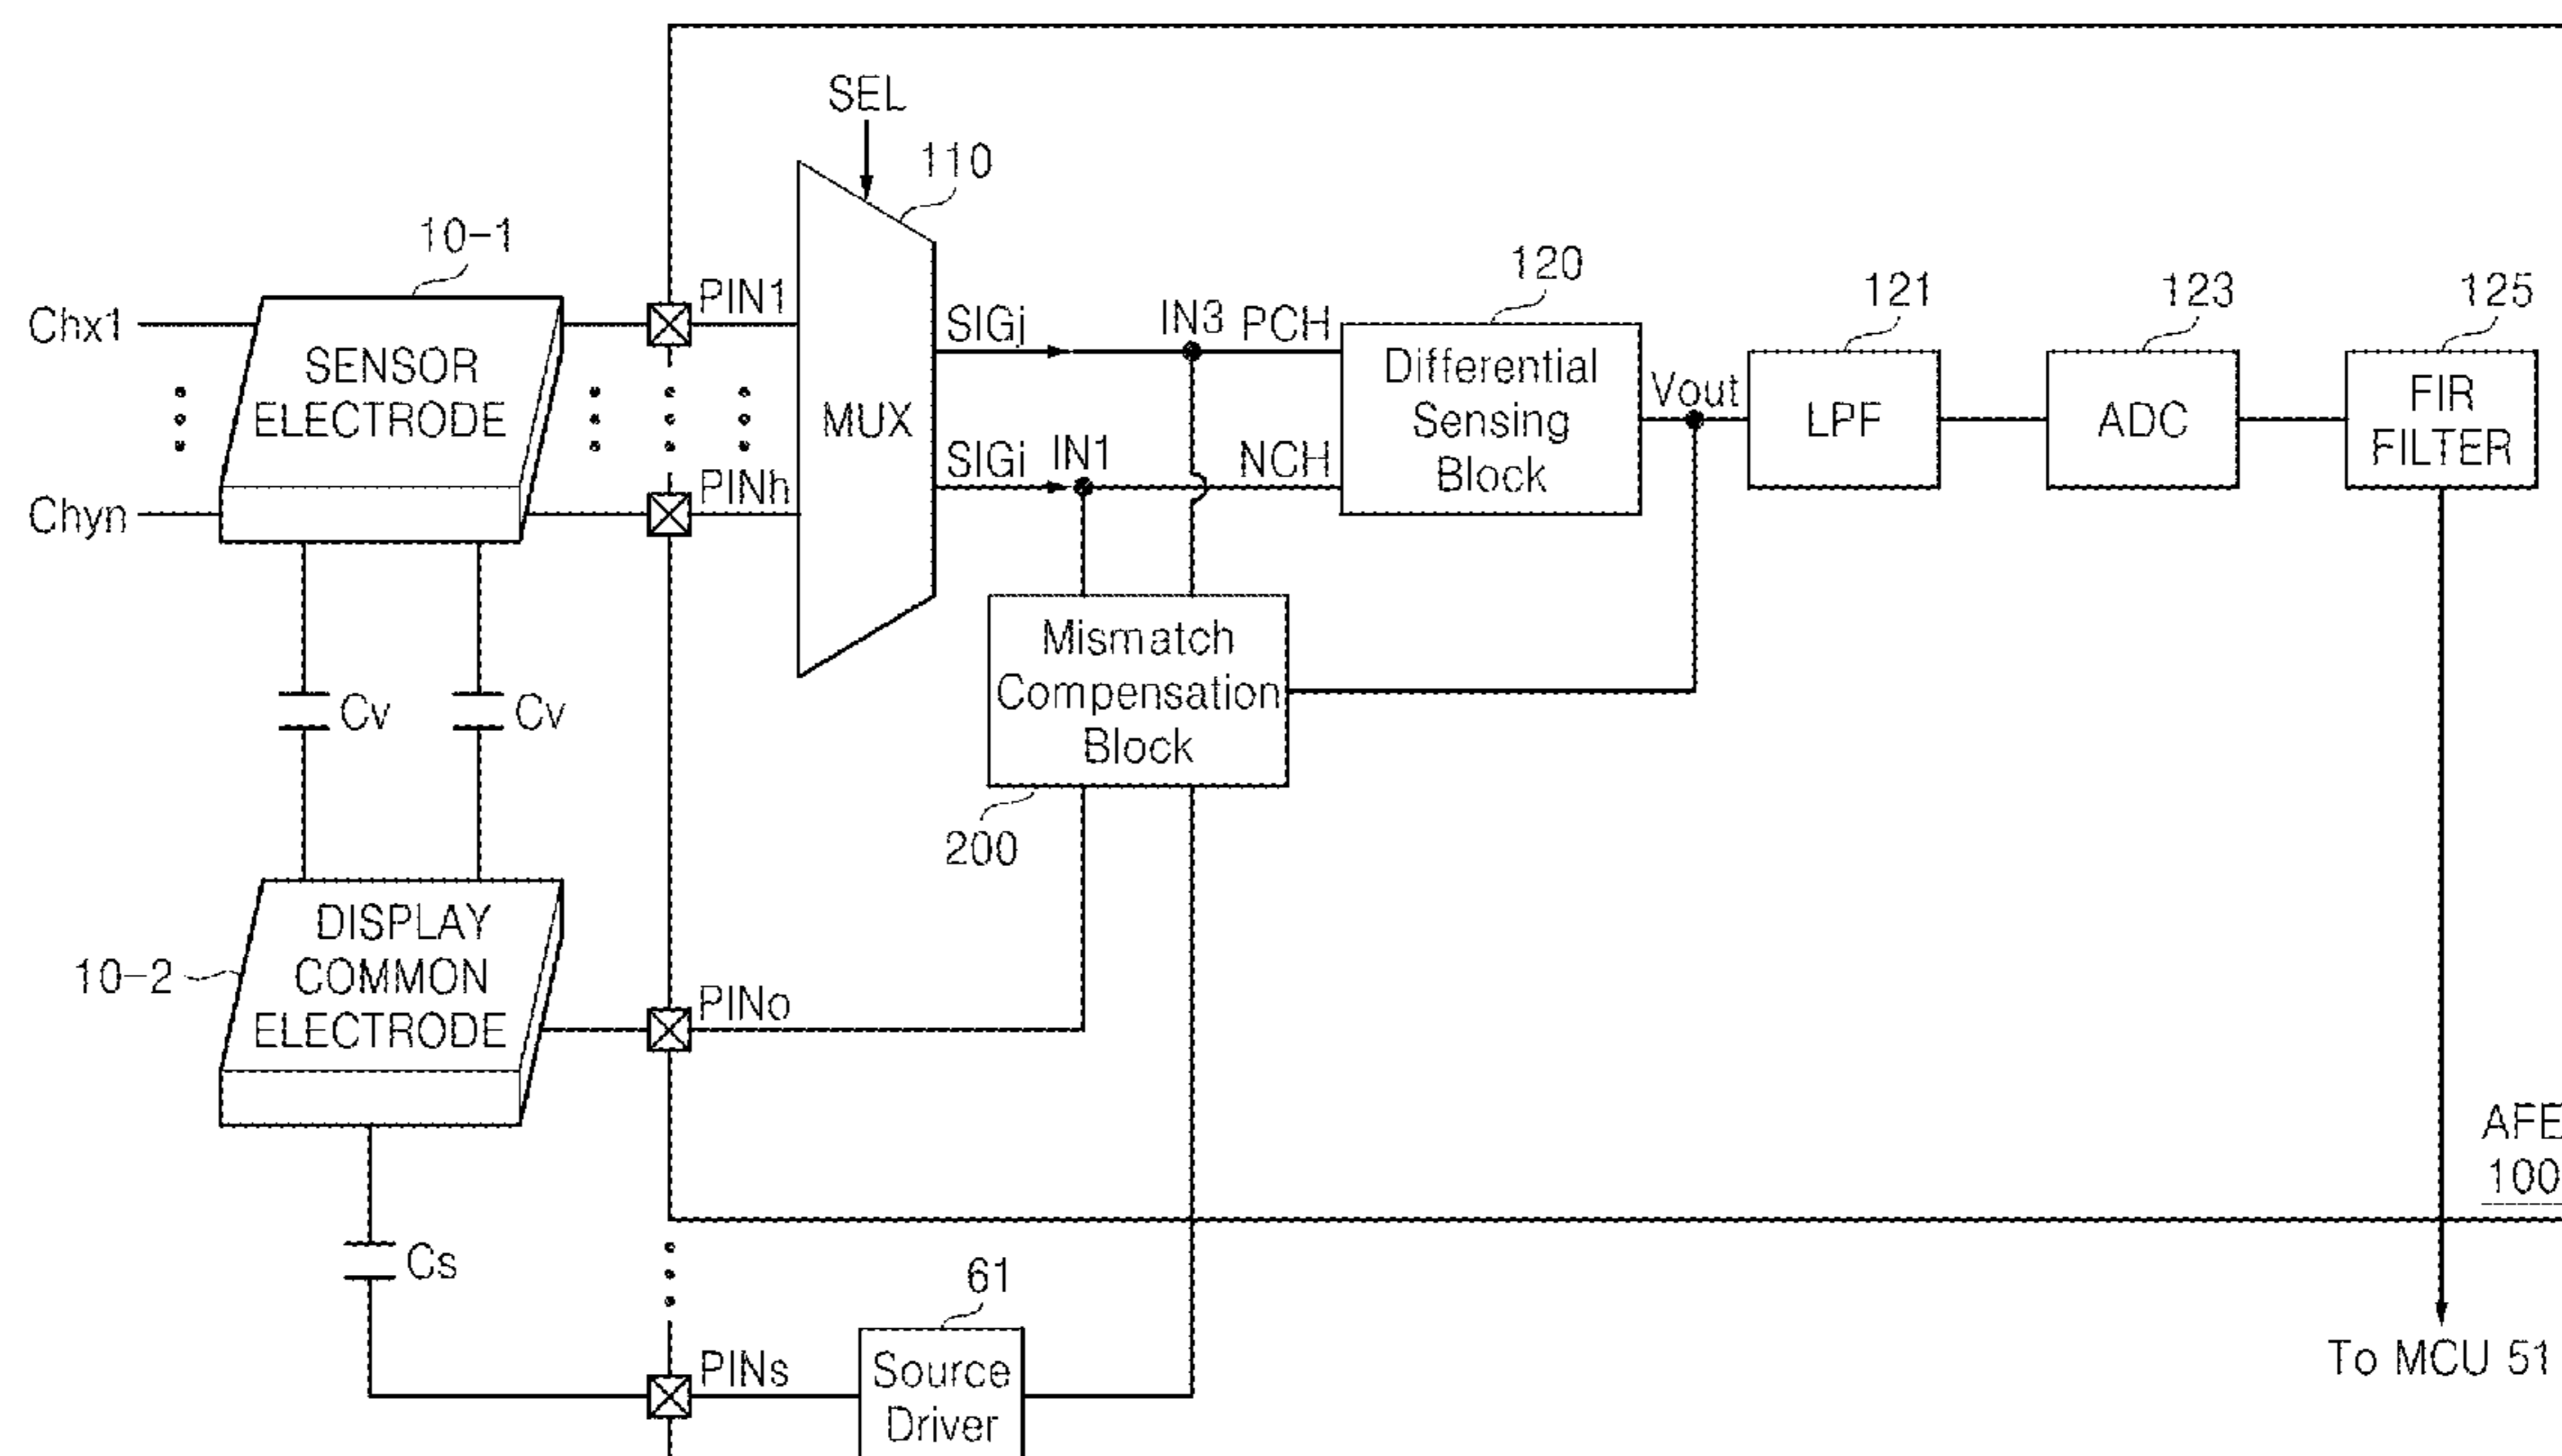 SEL
110
10-1
Chx1
SENSOR
ELECTRODE
Chyn
PIN1
PINh
MUX
SIGj
IN3
PCH
SIGi
IN1
NCH
120
Differential
Sensing
Block
Vout
121
LPF
123
ADC
125
FIR
FILTER
Cv
Cv
Mismatch
Compensation
Block
200
DISPLAY
COMMON
ELECTRODE
10-2
PINo
AFE
100
Cs
61
PINs
Source
Driver
To MCU 51